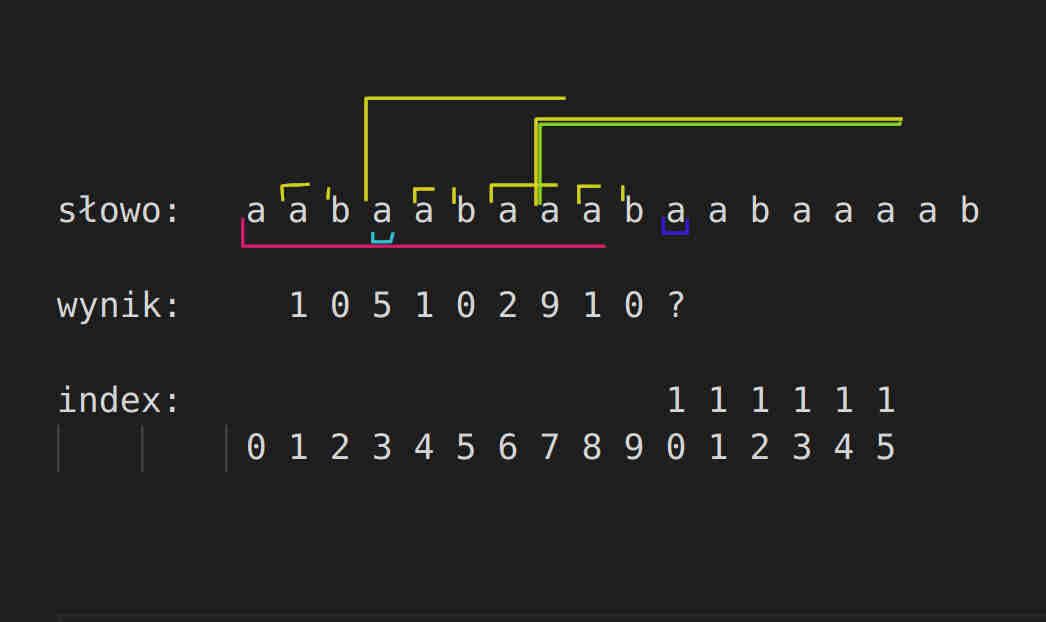 słowo: a a b a a b a a a b a a b a a a a b
wynik: 1 0 5 1 0 2 9 1 0 ?
index: 1 1 1 1 1 1
0 1 2 3 4 5 6 7 8 9 0 1 2 3 4 5